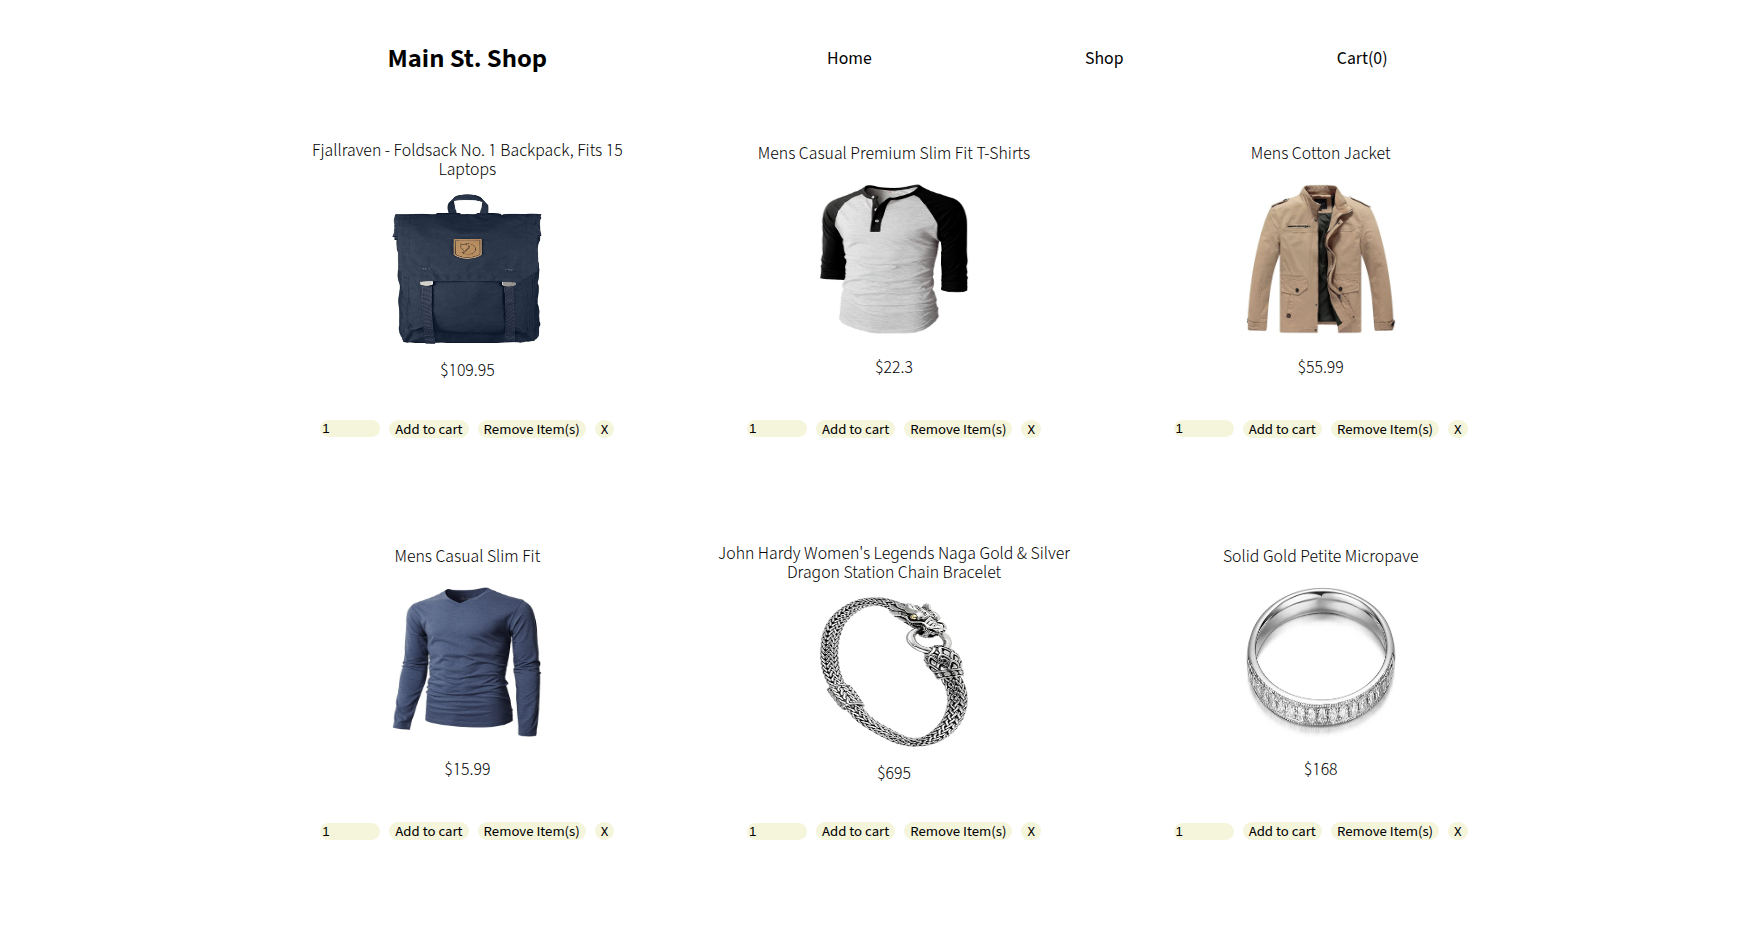 Main St. Shop
Home
Shop
Cart(0)
Fjallraven - Foldsack No. 1 Backpack, Fits 15
Laptops
Mens Casual Premium Slim Fit T-Shirts
Mens Cotton Jacket
$109.95
$22.3
$55.99
1 Add to cart Remove Item(s) X
1 Add to cart Remove Item(s) X
1 Add to cart Remove Item(s) X
Mens Casual Slim Fit
John Hardy Women's Legends Naga Gold & Silver
Dragon Station Chain Bracelet
Solid Gold Petite Micropave
$15.99
$695
$168
1 Add to cart Remove Item(s) X
1 Add to cart Remove Item(s) X
1 Add to cart Remove Item(s) X